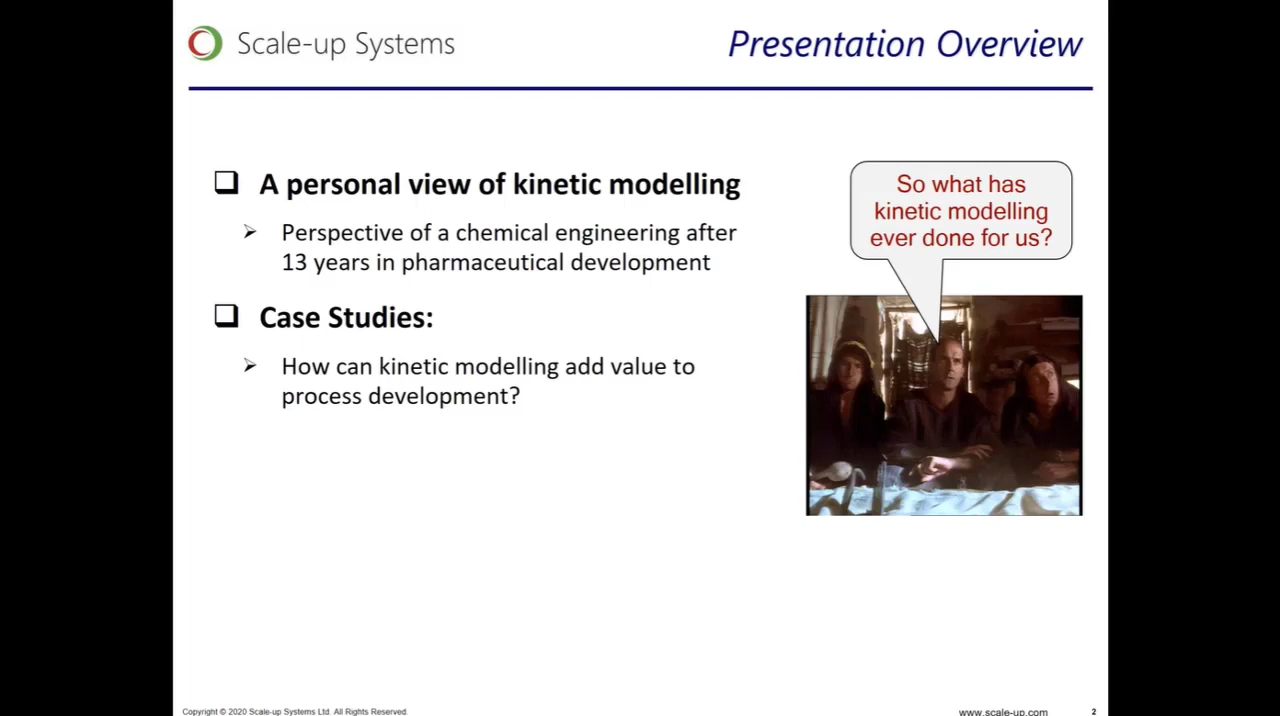 Scale-up Systems
Presentation Overview
A personal view of kinetic modelling
Perspective of a chemical engineering after
13 years in pharmaceutical development
Case Studies:
How can kinetic modelling add value to
process development?
So what has
kinetic modelling
ever done for us?
Copyright © 2020 Scale-up Systems Ltd. All Rights Reserved.
www.scale-up.com
2